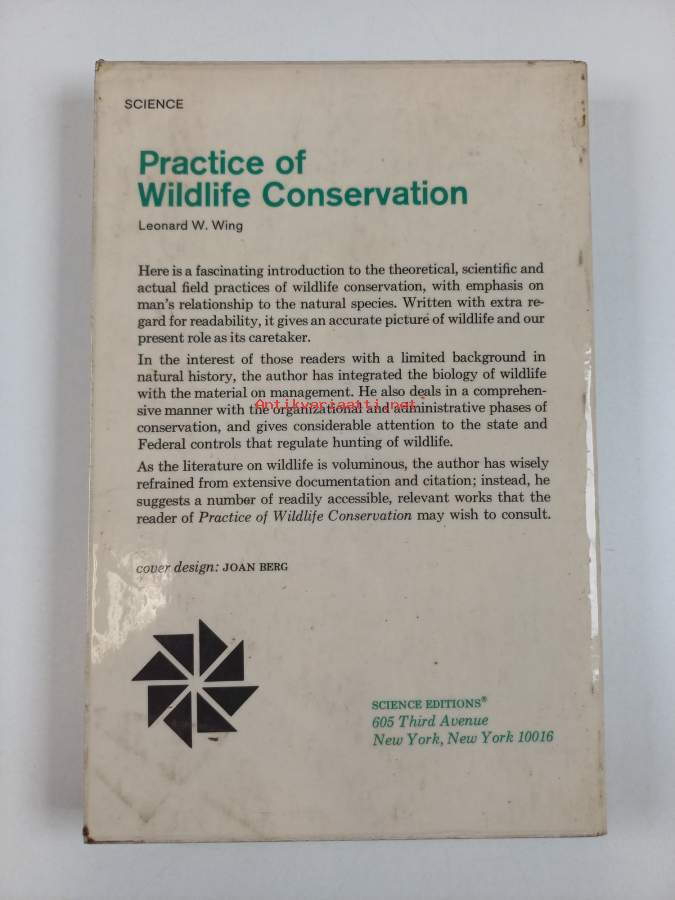 SCIENCE
Practice of
Wildlife Conservation
Leonard W. Wing
Here is a fascinating introduction to the theoretical, scientific and
actual field practices of wildlife conservation, with emphasis on
man's relationship to the natural species. Written with extra re-
gard for readability, it gives an accurate picture of wildlife and our
present role as its caretaker.
In the interest of those readers with a limited background in
natural history, the author has integrated the biology of wildlife
with the material on management. He also deals in a comprehen-
sive manner with the organizational and administrative phases of
Antikvariaatti.net
conservation, and gives considerable attention to the state and
Federal controls that regulate hunting of wildlife.
As the literature on wildlife is voluminous, the author has wisely
refrained from extensive documentation and citation; instead, he
suggests a number of readily accessible, relevant works that the
reader of Practice of Wildlife Conservation may wish to consult.
cover design: JOAN BERG
SCIENCE EDITIONS®
605 Third Avenue
New York, New York 10016